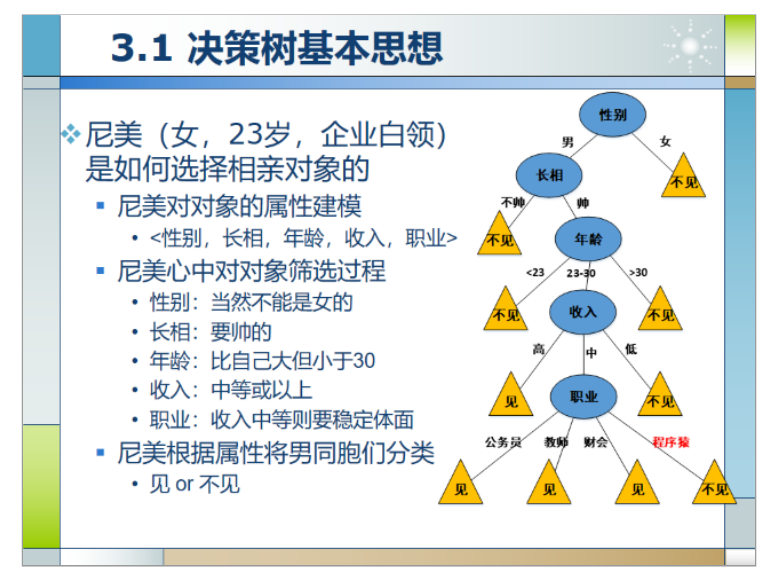 3.1 决策树基本思想
尼美（女，23岁，企业白领）
是如何选择相亲对象的
尼美对对象的属性建模
<性别，长相，年龄，收入，职业>
尼美心中对对象筛选过程
性别：当然不能是女的
长相：要帅的
年龄：比自己大但小于30
收入：中等或以上
职业：收入中等则要稳定体面
尼美根据属性将男同胞们分类
见 or 不见
性别
男 女
长相 不见
不帅 帅
不见 年龄
<23 23-30 >30
不见 收入 不见
高 中 低
见 职业 不见
公务员 教师 财会 程序猿
见 见 见 不见